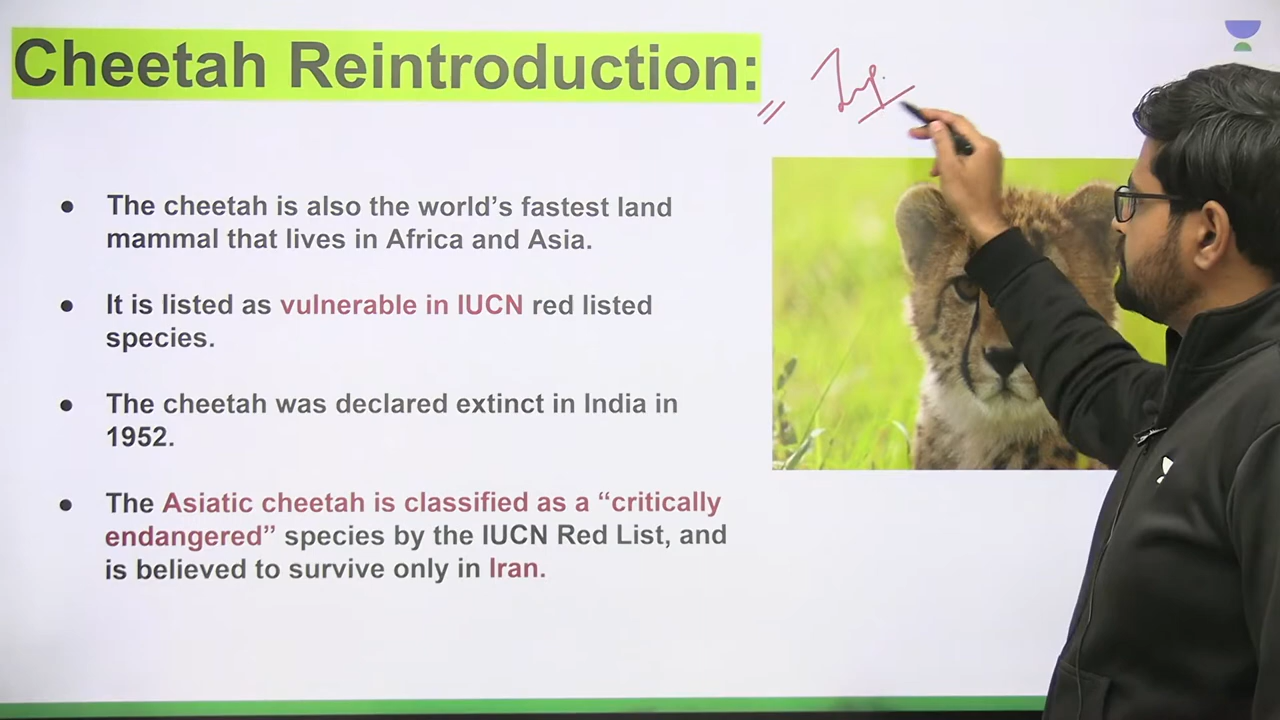 Cheetah Reintroduction:
● The cheetah is also the world’s fastest land
mammal that lives in Africa and Asia.
● It is listed as vulnerable in IUCN red listed
species.
● The cheetah was declared extinct in India in
1952.
● The Asiatic cheetah is classified as a “critically
endangered” species by the IUCN Red List, and
is believed to survive only in Iran.